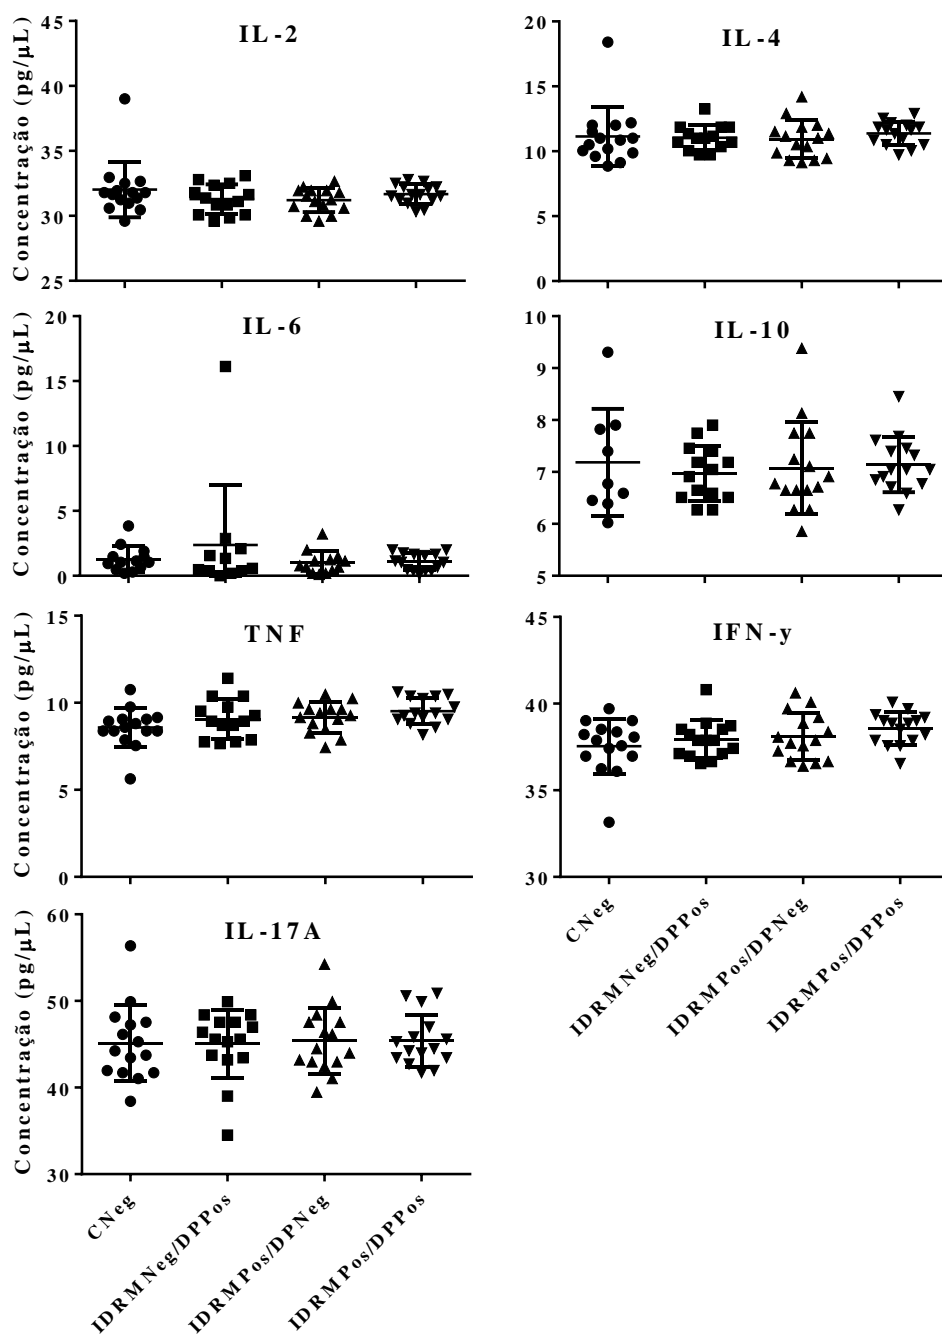 IL-2
Concentração (pg/µL)
45
40
35
30
25
IL-4
20
15
10
5
0
IL-6
Concentração (pg/µL)
20
15
10
5
0
IL-10
10
9
8
7
6
5
TNF
Concentração (pg/µL)
15
10
5
0
IFN-y
45
40
35
30
CNeg
IDRMNeg/DPPos
IDRMPos/DPNeg
IDRMPos/DPPos
IL-17A
Concentração (pg/µL)
60
50
40
30
CNeg
IDRMNeg/DPPos
IDRMPos/DPNeg
IDRMPos/DPPos